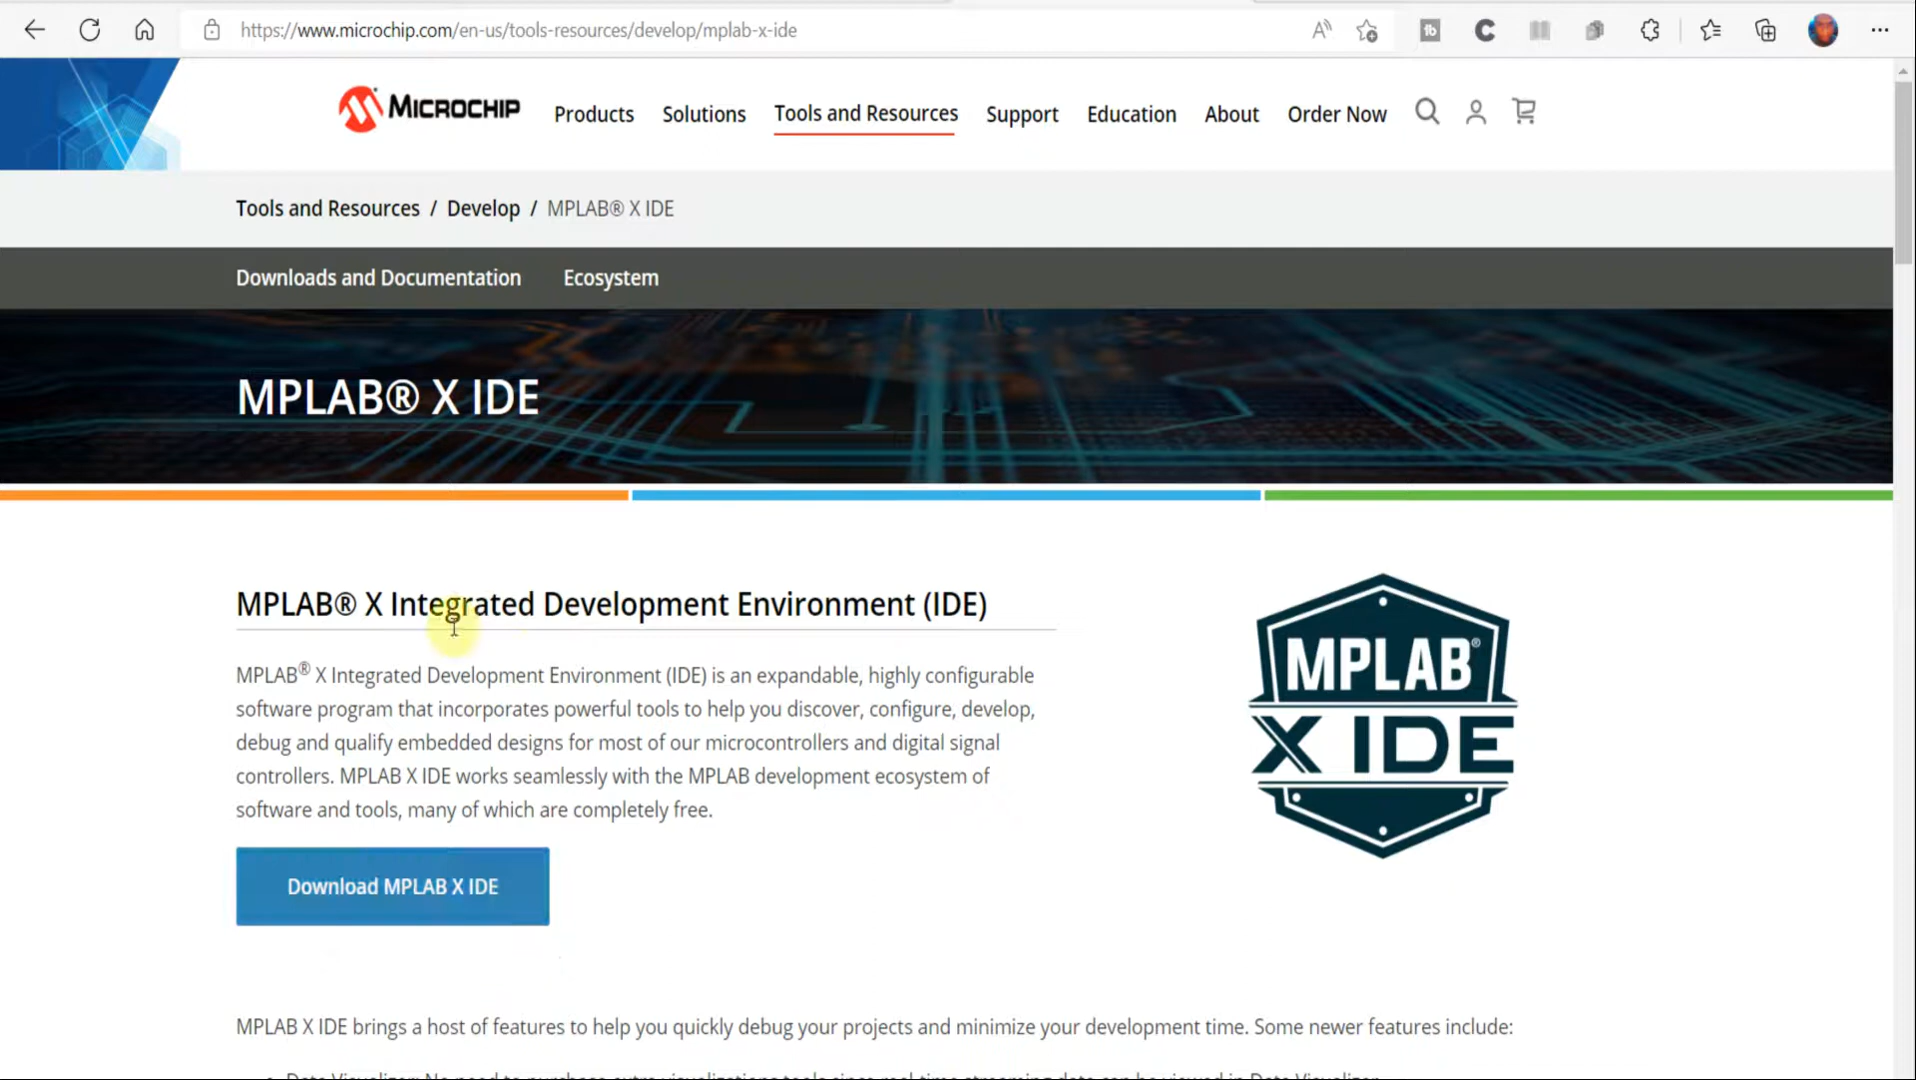 https://www.microchip.com/en-us/tools-resources/develop/mplab-x-ide
MICROCHIP
Products Solutions Tools and Resources Support Education About Order Now
Tools and Resources / Develop / MPLAB® X IDE
Downloads and Documentation Ecosystem
MPLAB® X IDE
MPLAB® X Integrated Development Environment (IDE)
MPLAB® X Integrated Development Environment (IDE) is an expandable, highly configurable
software program that incorporates powerful tools to help you discover, configure, develop,
debug and qualify embedded designs for most of our microcontrollers and digital signal
controllers. MPLAB X IDE works seamlessly with the MPLAB development ecosystem of
software and tools, many of which are completely free.
MPLAB®
X IDE
Download MPLAB X IDE
MPLAB X IDE brings a host of features to help you quickly debug your projects and minimize your development time. Some newer features include: